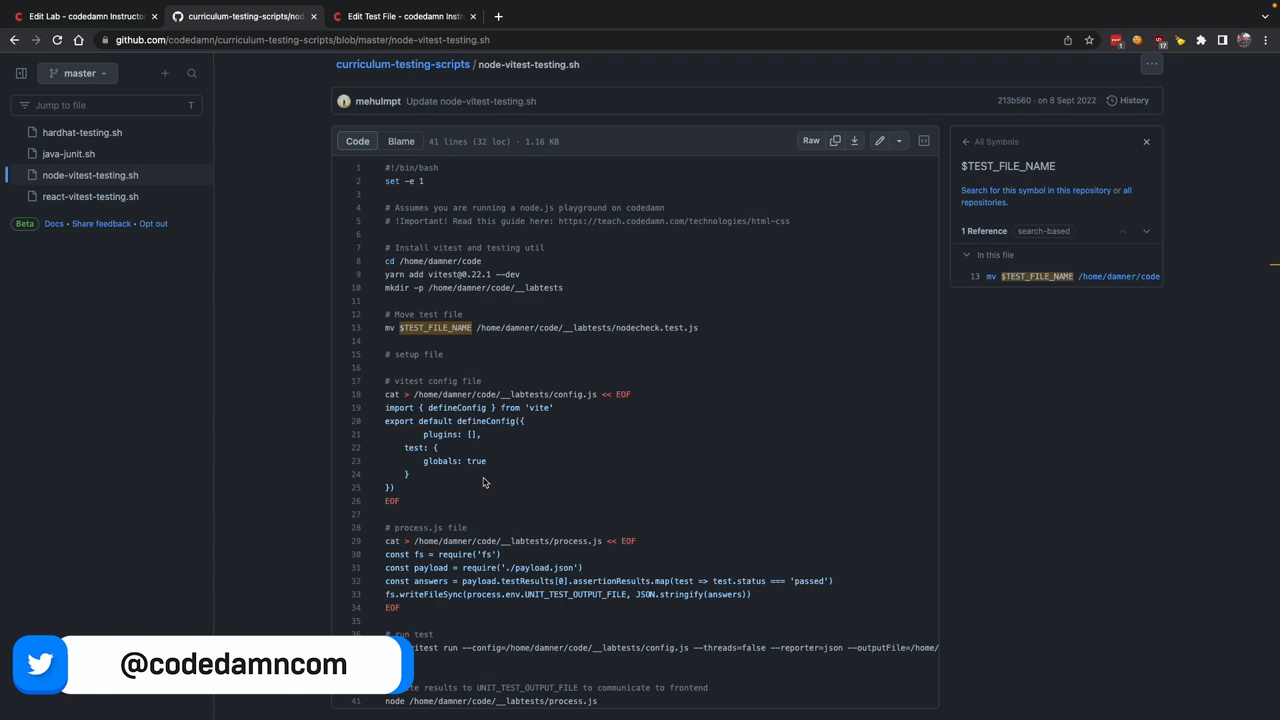 Edit Lab - codedamn Instructo
curriculum-testing-scripts/nod
Edit Test File - codedamn Inst
github.com/codedamn/curriculum-testing-scripts/blob/master/node-vitest-testing.sh
1
17
master
Jump to file
T
hardhat-testing.sh
java-junit.sh
node-vitest-testing.sh
react-vitest-testing.sh
Beta Docs • Share feedback • Opt out
curriculum-testing-scripts / node-vitest-testing.sh
mehulmpt Update node-vitest-testing.sh
213b560 · on 8 Sept 2022 History
Code Blame 41 lines (32 loc) · 1.16 KB
Raw
1 #!/bin/bash
2 set -e 1
3
4 # Assumes you are running a node.js playground on codedamn
5 # !Important! Read this guide here: https://teach.codedamn.com/technologies/html-css
6
7 # Install vitest and testing util
8 cd /home/damner/code
9 yarn add vitest@0.22.1 --dev
10 mkdir -p /home/damner/code/__labtests
11
12 # Move test file
13 mv $TEST_FILE_NAME /home/damner/code/__labtests/nodecheck.test.js
14
15 # setup file
16
17 # vitest config file
18 cat > /home/damner/code/__labtests/config.js << EOF
19 import { defineConfig } from 'vite'
20 export default defineConfig({
21 plugins: [],
22 test: {
23 globals: true
24 }
25 })
26 EOF
27
28 # process.js file
29 cat > /home/damner/code/__labtests/process.js << EOF
30 const fs = require('fs')
31 const payload = require('./payload.json')
32 const answers = payload.testResults[0].assertionResults.map(test => test.status === 'passed')
33 fs.writeFileSync(process.env.UNIT_TEST_OUTPUT_FILE, JSON.stringify(answers))
34 EOF
35
# run test
vitest run --config=/home/damner/code/__labtests/config.js --threads=false --reporter=json --outputFile=/home/
results to UNIT_TEST_OUTPUT_FILE to communicate to frontend
41 node /home/damner/code/__labtests/process.js
All Symbols
$TEST_FILE_NAME
Search for this symbol in this repository or all
repositories.
1 Reference search-based
In this file
13 mv $TEST_FILE_NAME /home/damner/code
@codedamncom